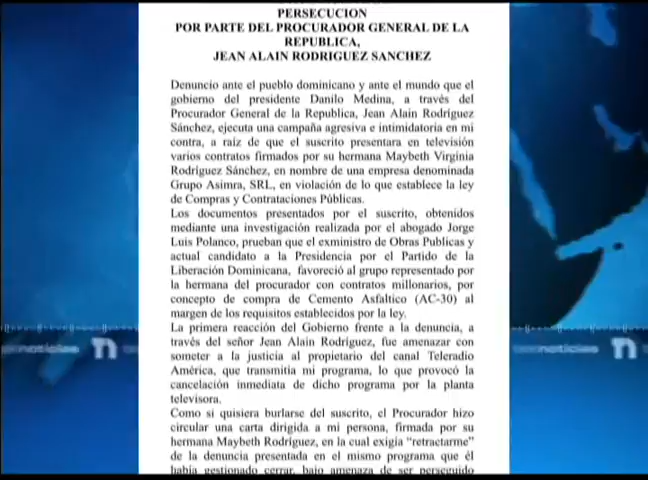 PERSECUCION
POR PARTE DEL PROCURADOR GENERAL DE LA
REPUBLICA,
JEAN ALAIN RODRIGUEZ SANCHEZ
Denuncio ante el pueblo dominicano y ante el mundo que el
gobierno del presidente Danilo Medina, a través del
Procurador General de la Republica, Jean Alain Rodríguez
Sánchez, ejecuta una campaña agresiva e intimidatoria en mi
contra, a raíz de que el suscrito presentara en televisión
varios contratos firmados por su hermana Maybeth Virginia
Rodríguez Sánchez, en nombre de una empresa denominada
Grupo Asimra, SRL, en violación de lo que establece la ley
de Compras y Contrataciones Públicas.
Los documentos presentados por el suscrito, obtenidos
mediante una investigación realizada por el abogado Jorge
Luis Polanco, prueban que el exministro de Obras Publicas y
actual candidato a la Presidencia por el Partido de la
Liberación Dominicana, favoreció al grupo representado por
la hermana del procurador con contratos millonarios, por
concepto de compra de Cemento Asfaltico (AC-30) al
margen de los requisitos establecidos por la ley.
La primera reacción del Gobierno frente a la denuncia, a
través del señor Jean Alain Rodríguez, fue amenazar con
someter a la justicia al propietario del canal Teleradio
América, que transmitía mi programa, lo que provocó la
cancelación inmediata de dicho programa por la planta
televisora.
Como si quisiera burlarse del suscrito, el Procurador hizo
circular una carta dirigida a mi persona, firmada por su
hermana Maybeth Rodríguez, en la cual exigía “retractarme”
de la denuncia presentada en el mismo programa que él
había gestionado cerrar, bajo amenaza de ser perseguido
noticias n
noticias n